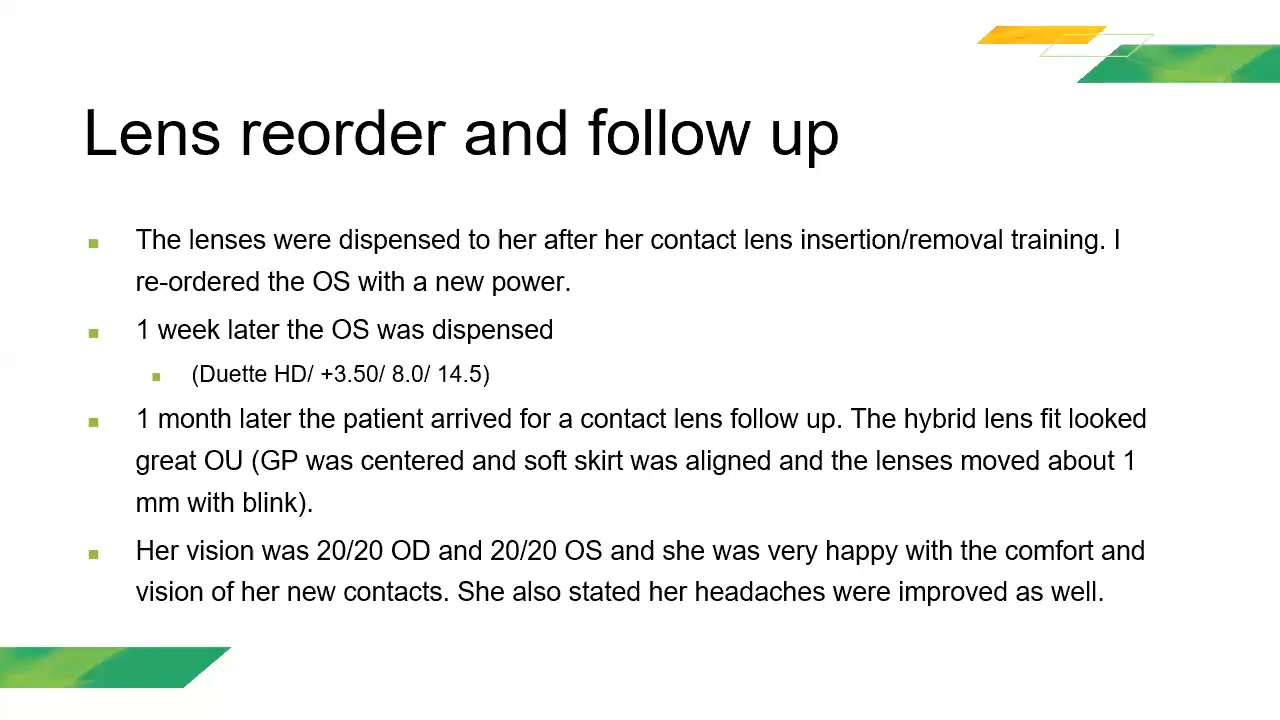 Lens reorder and follow up
The lenses were dispensed to her after her contact lens insertion/removal training. I
re-ordered the OS with a new power.
1 week later the OS was dispensed
(Duette HD/ +3.50/ 8.0/ 14.5)
1 month later the patient arrived for a contact lens follow up. The hybrid lens fit looked
great OU (GP was centered and soft skirt was aligned and the lenses moved about 1
mm with blink).
Her vision was 20/20 OD and 20/20 OS and she was very happy with the comfort and
vision of her new contacts. She also stated her headaches were improved as well.